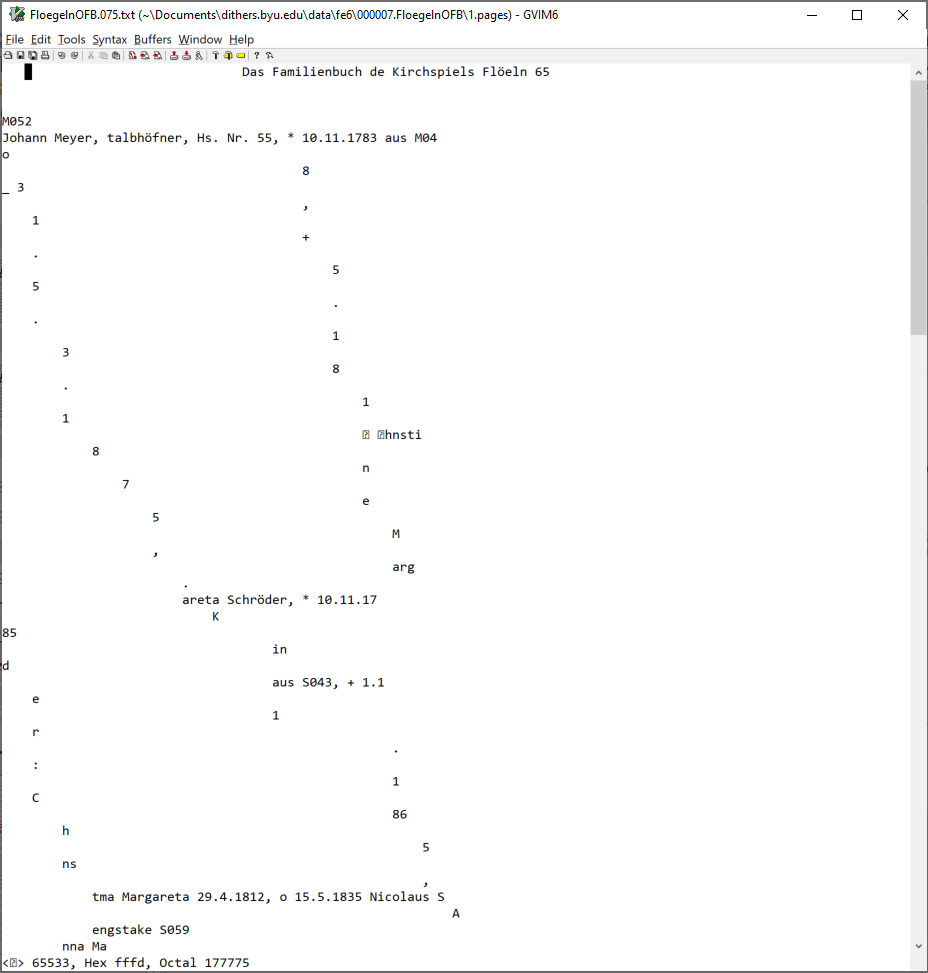 FloegelnOFB.075.txt (~\Documents\dithers.byu.edu\data\fe6\000007.FloegelnOFB\1.pages) - GVIM6
File Edit Tools Syntax Buffers Window Help
Das Familienbuch de Kirchspiels Flöeln 65
M052
Johann Meyer, talbhöfner, Hs. Nr. 55, * 10.11.1783 aus M04
o
8
_ 3
,
1
+
.
5
5
.
.
1
3
8
.
1
1
� �hnsti
8
n
7
e
5
M
,
arg
.
areta Schröder, * 10.11.17
K
85
in
d
aus S043, + 1.1
e
1
r
.
:
1
C
86
h
5
ns
,
tma Margareta 29.4.1812, o 15.5.1835 Nicolaus S
A
engstake S059
nna Ma
<�> 65533, Hex fffd, Octal 177775